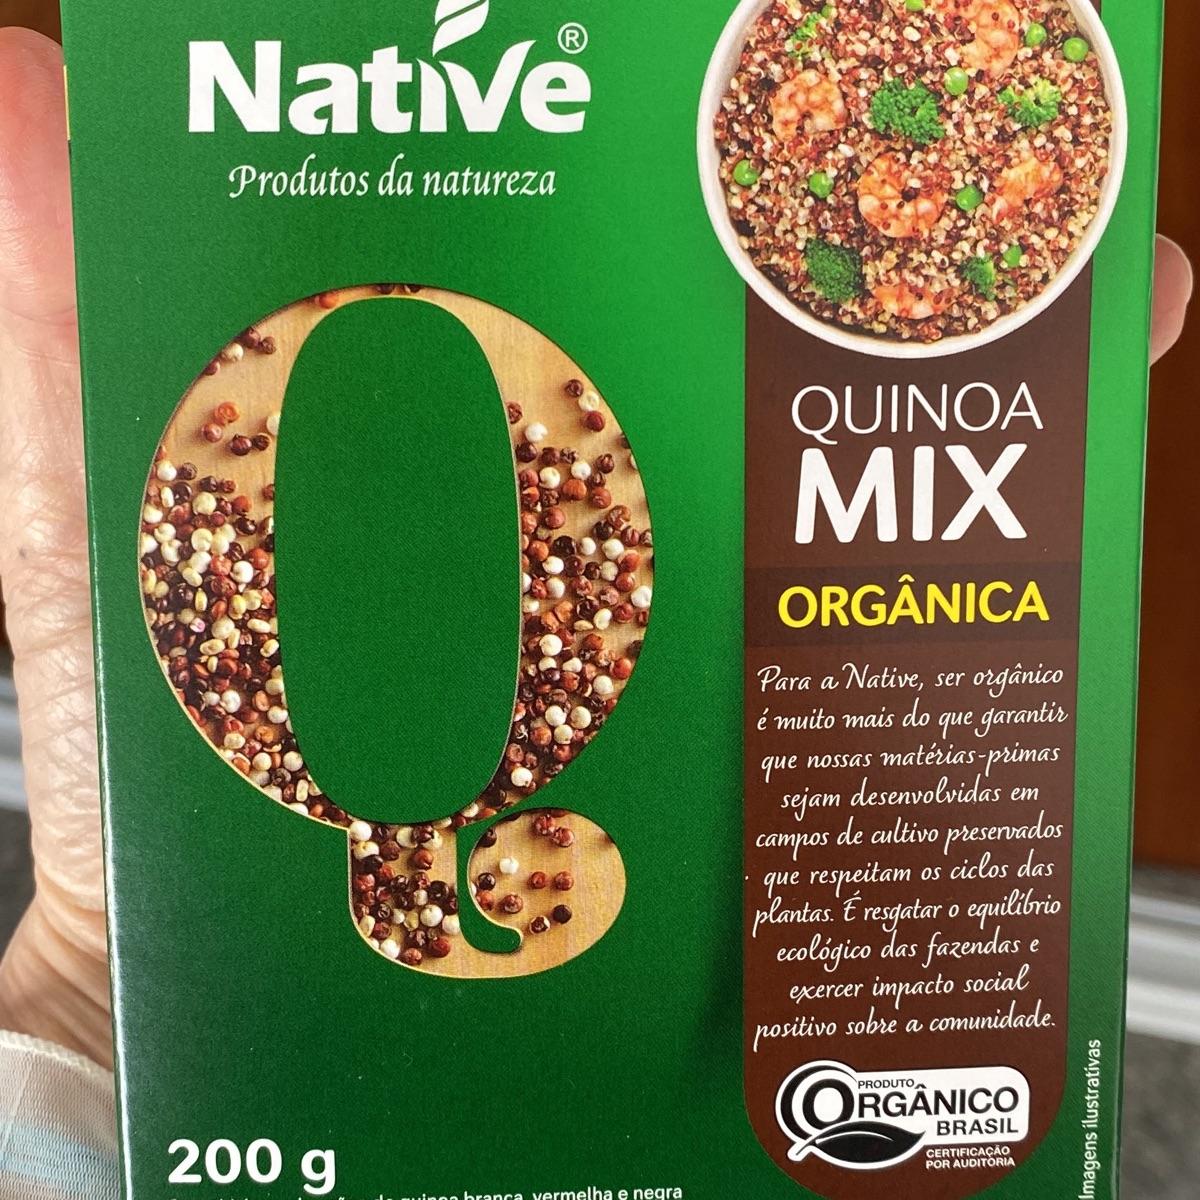 Native®
Produtos da natureza
QUINOA
MIX
ORGÂNICA
Para a Native, ser orgânico
é muito mais do que garantir
que nossas matérias-primas
sejam desenvolvidas em
campos de cultivo preservados
que respeitam os ciclos das
plantas. É resgatar o equilíbrio
ecológico das fazendas e
exercer impacto social
positivo sobre a comunidade.
PRODUTO
ORGÂNICO
BRASIL
CERTIFICAÇÃO
POR AUDITORIA
Imagens ilustrativas
200 g
de quinoa branca, vermelha e negra